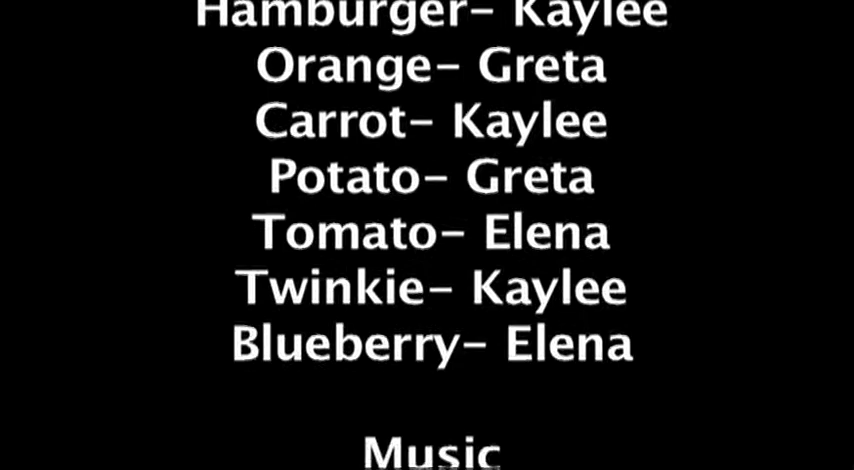 Hamburger- Kaylee
Orange- Greta
Carrot- Kaylee
Potato- Greta
Tomato- Elena
Twinkie- Kaylee
Blueberry- Elena
Music